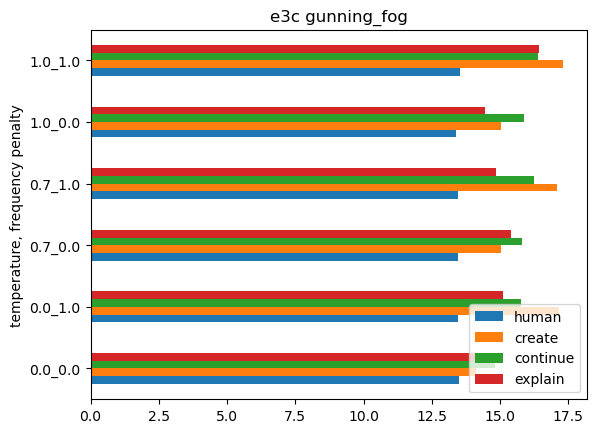 e3c gunning_fog
temperature, frequency penalty
1.0_1.0
1.0_0.0
0.7_1.0
0.7_0.0
0.0_1.0
0.0_0.0
human
create
continue
explain
0.0 2.5 5.0 7.5 10.0 12.5 15.0 17.5